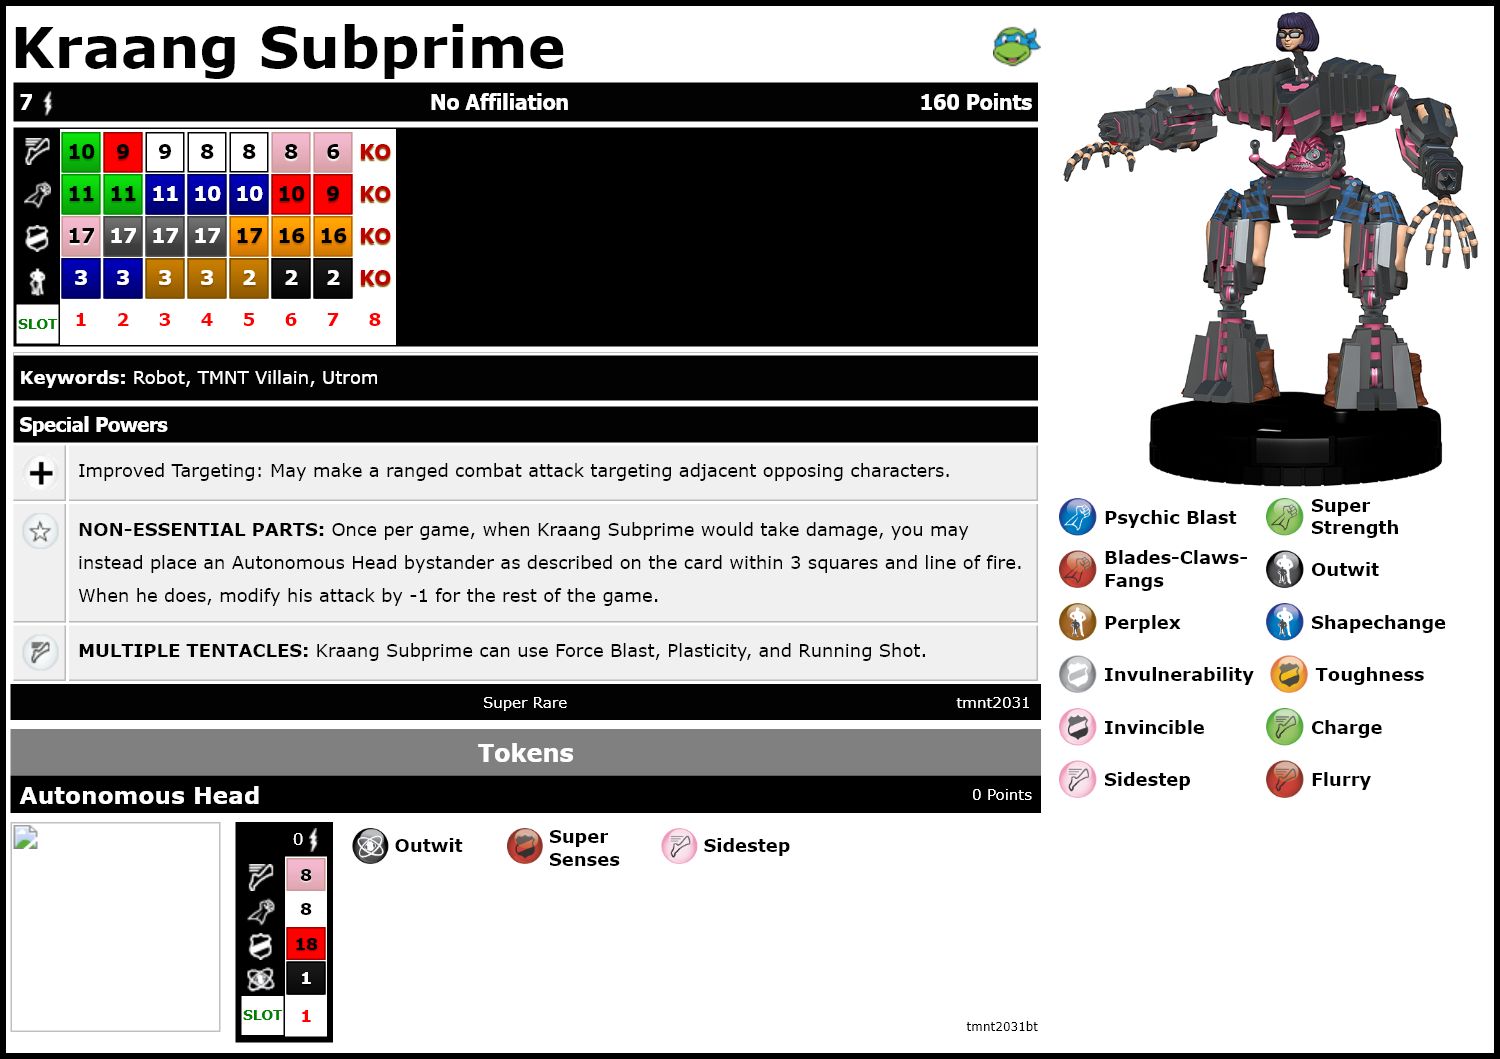 Kraang Subprime
7 No Affiliation 160 Points
10 9 9 8 8 8 6 KO
11 11 11 10 10 10 9 KO
17 17 17 17 17 16 16 KO
3 3 3 3 2 2 2 KO
SLOT 1 2 3 4 5 6 7 8
Keywords: Robot, TMNT Villain, Utrom
Special Powers
Improved Targeting: May make a ranged combat attack targeting adjacent opposing characters.
NON-ESSENTIAL PARTS: Once per game, when Kraang Subprime would take damage, you may
instead place an Autonomous Head bystander as described on the card within 3 squares and line of fire.
When he does, modify his attack by -1 for the rest of the game.
MULTIPLE TENTACLES: Kraang Subprime can use Force Blast, Plasticity, and Running Shot.
Super Rare tmnt2031
Psychic Blast Super
Strength
Blades-Claws-
Fangs Outwit
Perplex Shapechange
Invulnerability Toughness
Invincible Charge
Sidestep Flurry
Tokens
Autonomous Head 0 Points
0
8
8
18
1
SLOT 1
Outwit Super
Senses Sidestep
tmnt2031bt